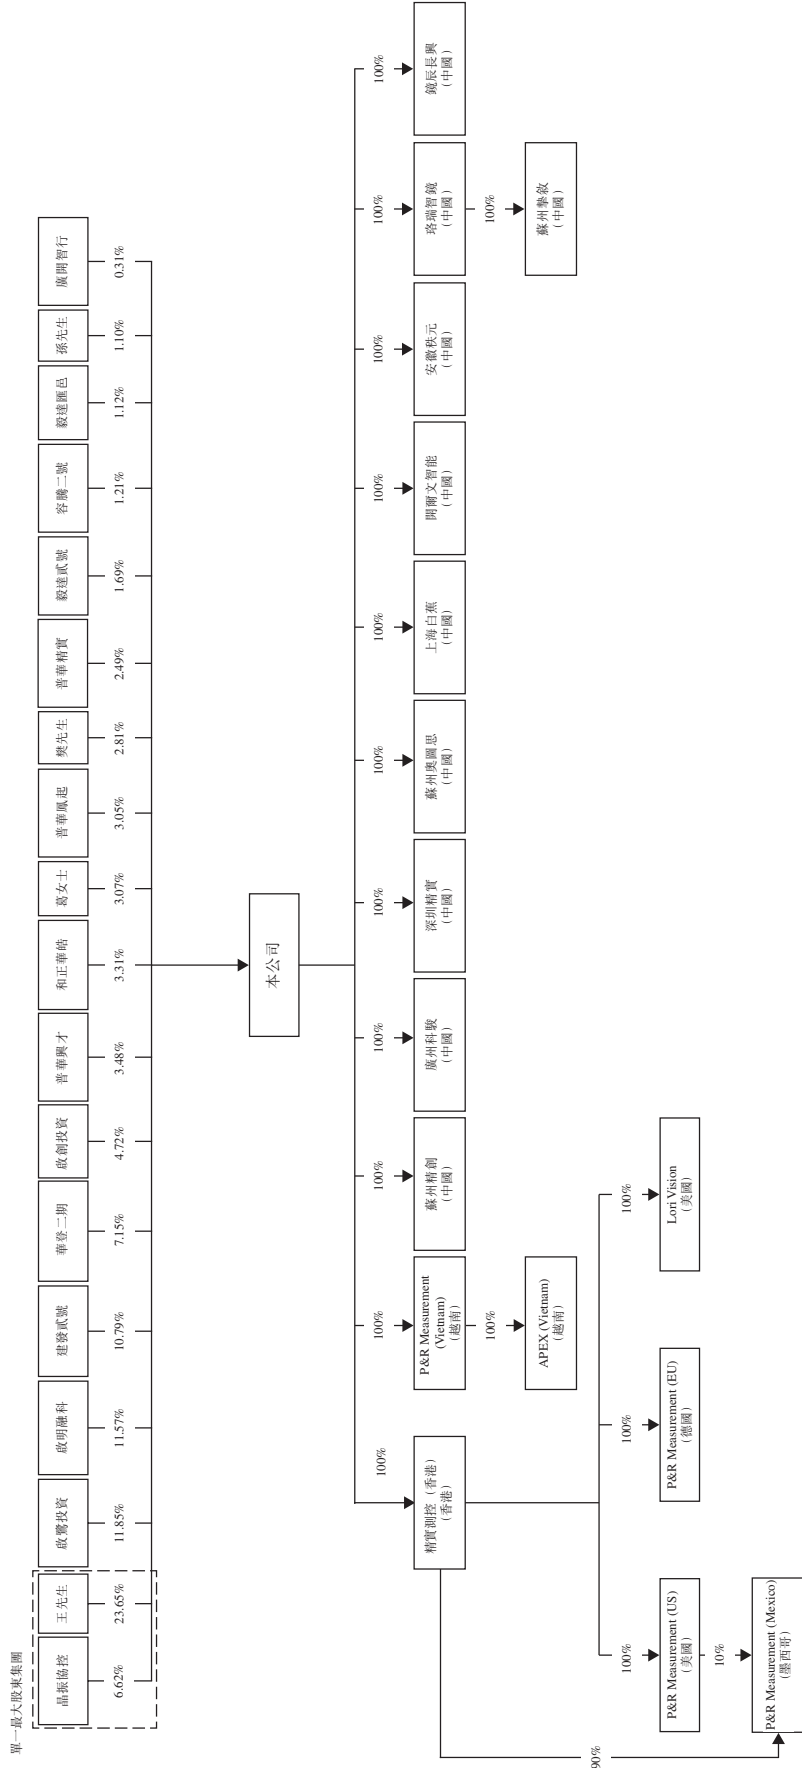 單一最大股東集團
晶振協控
王先生
啟鷺投資
啟明融科
建發貳號
華登二期
啟創投資
普華興才
和正華皓
葛女士
普華鳳起
樊先生
普華精實
毅達貳號
容騰二號
毅達匯邑
孫先生
廣開智行
6.62%
23.65%
11.85%
11.57%
10.79%
7.15%
4.72%
3.48%
3.31%
3.07%
3.05%
2.81%
2.49%
1.69%
1.21%
1.12%
1.10%
0.31%
本公司
100%
100%
100%
100%
100%
100%
100%
100%
100%
100%
100%
精實測控（香港）
（香港）
P&R Measurement
(Vietnam)
（越南）
蘇州精創
（中國）
廣州科駿
（中國）
深圳精實
（中國）
蘇州奧圖思
（中國）
上海白蕉
（中國）
開爾文智能
（中國）
安徽秩元
（中國）
珞瑞智鏡
（中國）
鏡辰長興
（中國）
100%
100%
APEX (Vietnam)
（越南）
蘇州摯敘
（中國）
100%
100%
100%
P&R Measurement (US)
（美國）
P&R Measurement (EU)
（德國）
Lori Vision
（美國）
90%
10%
P&R Measurement (Mexico)
（墨西哥）